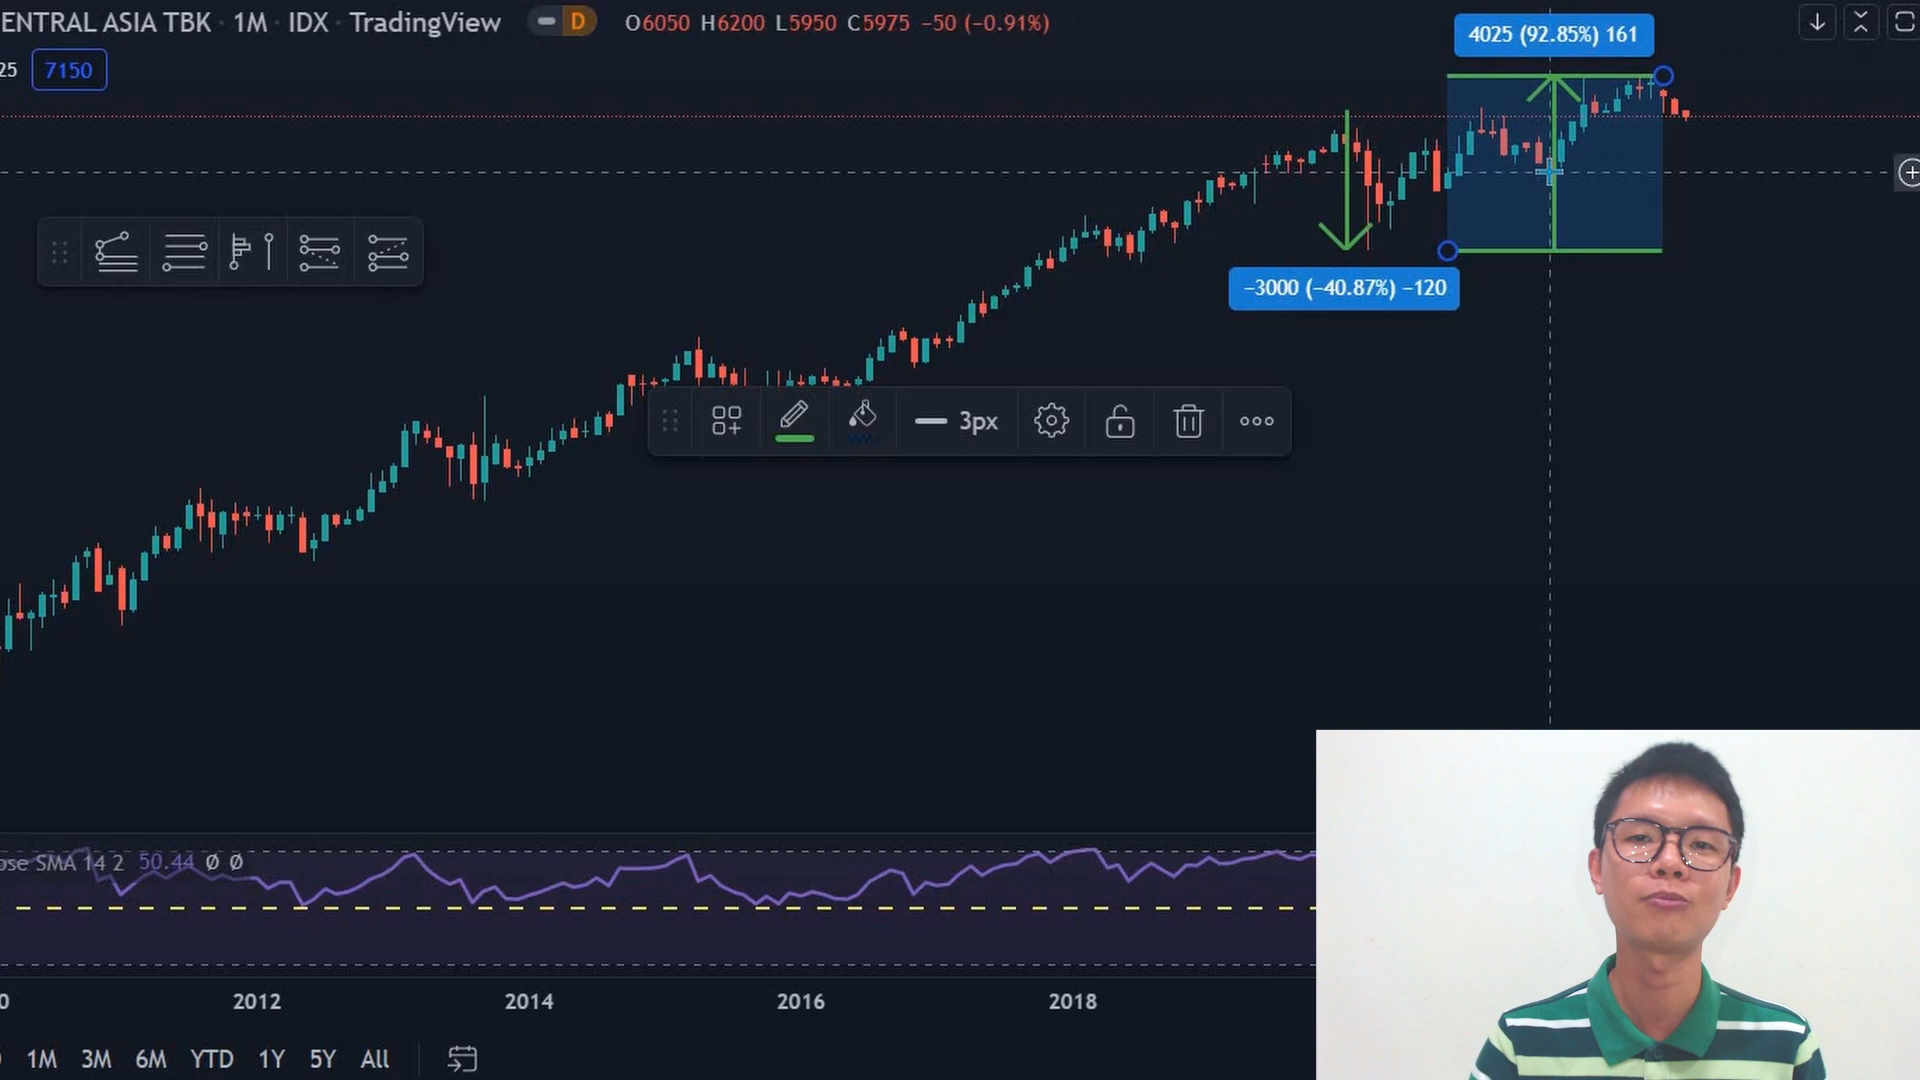 ENTRAL ASIA TBK · 1M · IDX · TradingView D O6050 H6200 L5950 C5975 −50 (−0.91%)
25 7150
4025 (92.85%) 161
−3000 (−40.87%) −120
3px
ose SMA 14 2 50.44 Ø Ø
0 2012 2014 2016 2018
1M 3M 6M YTD 1Y 5Y All